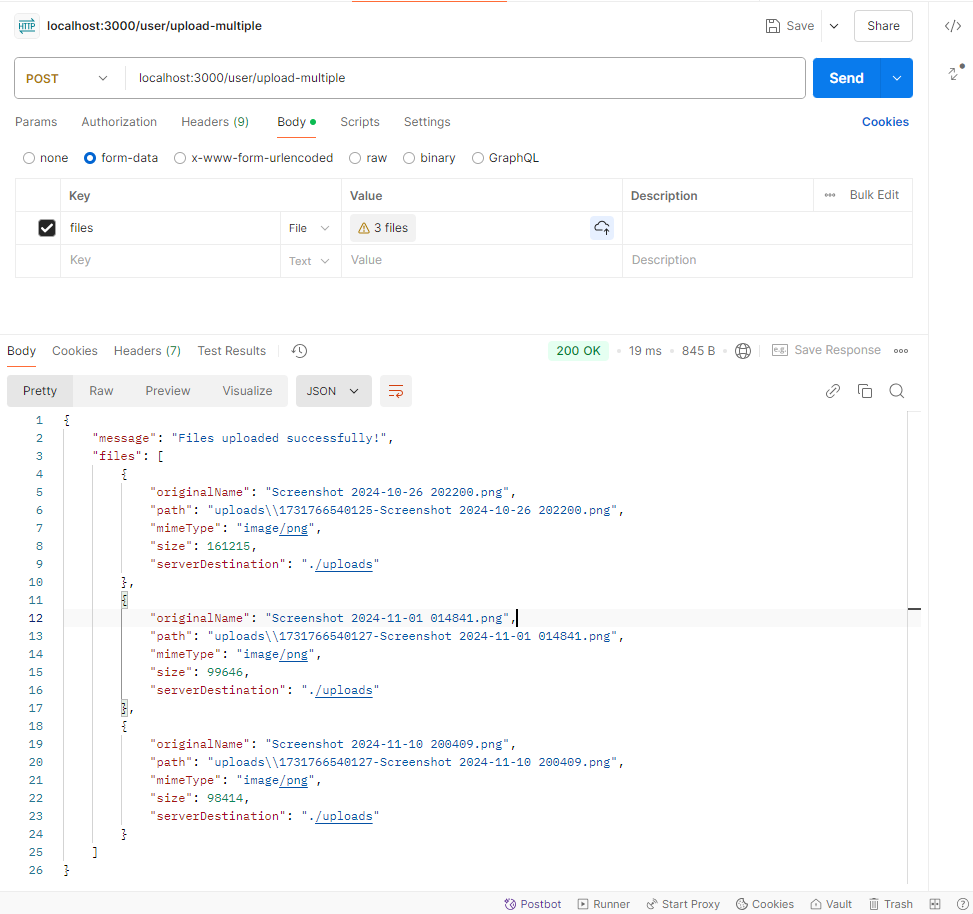 HTTP localhost:3000/user/upload-multiple Save Share
POST localhost:3000/user/upload-multiple Send
Params Authorization Headers (9) Body Scripts Settings Cookies
none form-data x-www-form-urlencoded raw binary GraphQL
Key Value Description Bulk Edit
files File 3 files
Key Text Value Description
Body Cookies Headers (7) Test Results 200 OK 19 ms 845 B e.g. Save Response
Pretty Raw Preview Visualize JSON
1 {
2 "message": "Files uploaded successfully!",
3 "files": [
4 {
5 "originalName": "Screenshot 2024-10-26 202200.png",
6 "path": "uploads\\1731766540125-Screenshot 2024-10-26 202200.png",
7 "mimeType": "image/png",
8 "size": 161215,
9 "serverDestination": "./uploads"
10 },
11 {
12 "originalName": "Screenshot 2024-11-01 014841.png",
13 "path": "uploads\\1731766540127-Screenshot 2024-11-01 014841.png",
14 "mimeType": "image/png",
15 "size": 99646,
16 "serverDestination": "./uploads"
17 },
18 {
19 "originalName": "Screenshot 2024-11-10 200409.png",
20 "path": "uploads\\1731766540127-Screenshot 2024-11-10 200409.png",
21 "mimeType": "image/png",
22 "size": 98414,
23 "serverDestination": "./uploads"
24 }
25 ]
26 }
Postbot Runner Start Proxy Cookies Vault Trash